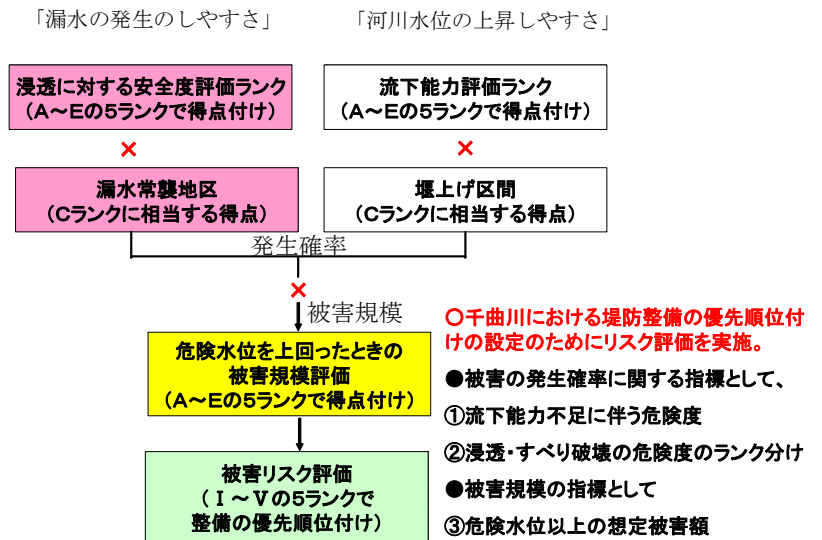 「漏水の発生のしやすさ」
「河川水位の上昇しやすさ」
浸透に対する安全度評価ランク
（A～Eの5ランクで得点付け）
流下能力評価ランク
（A～Eの5ランクで得点付け）
×
×
漏水常襲地区
（Cランクに相当する得点）
堰上げ区間
（Cランクに相当する得点）
発生確率
×
被害規模
危険水位を上回ったときの
被害規模評価
（A～Eの5ランクで得点付け）
被害リスク評価
（Ⅰ～Ⅴの5ランクで
整備の優先順位付け）
○千曲川における堤防整備の優先順位付
けの設定のためにリスク評価を実施。
●被害の発生確率に関する指標として、
①流下能力不足に伴う危険度
②浸透・すべり破壊の危険度のランク分け
●被害規模の指標として
③危険水位以上の想定被害額